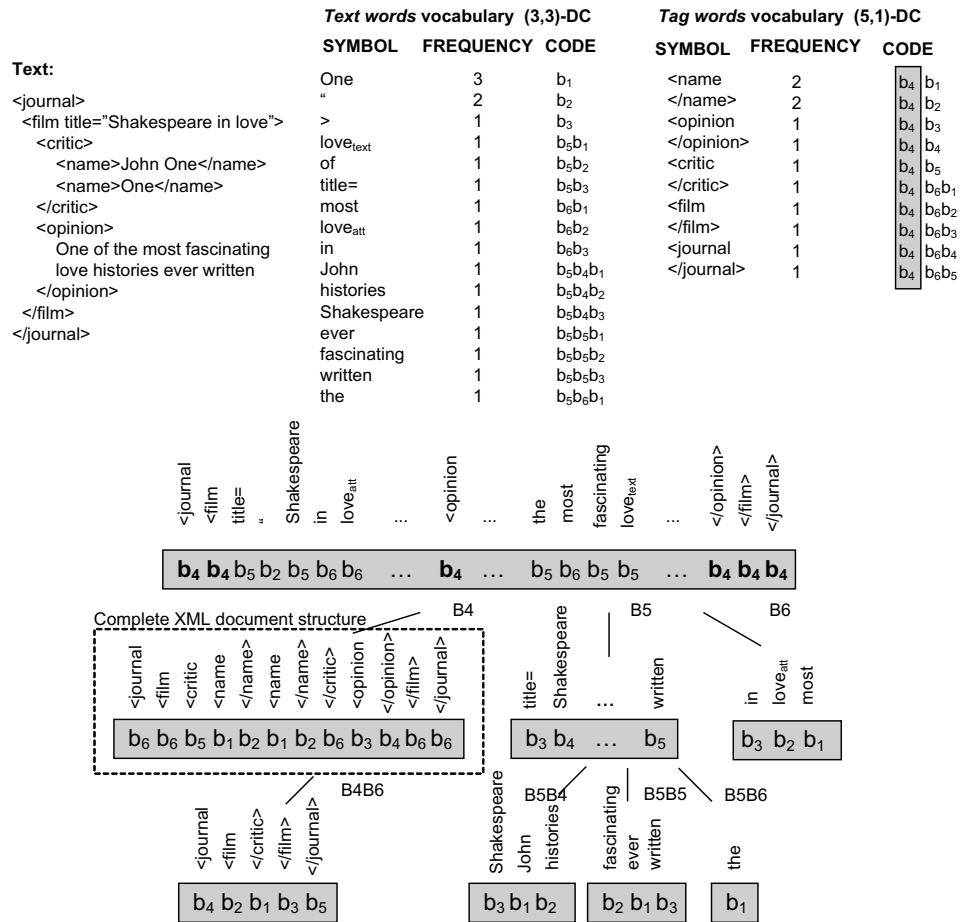 Text words vocabulary (3,3)-DC
SYMBOL FREQUENCY CODE
One 3 b1
“ 2 b2
> 1 b3
lovetext 1 b5b1
of 1 b5b2
title= 1 b5b3
most 1 b6b1
loveatt 1 b6b2
in 1 b6b3
John 1 b5b4b1
histories 1 b5b4b2
Shakespeare 1 b5b4b3
ever 1 b5b5b1
fascinating 1 b5b5b2
written 1 b5b5b3
the 1 b5b6b1
Tag words vocabulary (5,1)-DC
SYMBOL FREQUENCY CODE
<name 2 b4 b1
</name> 2 b4 b2
<opinion 1 b4 b3
</opinion> 1 b4 b4
<critic 1 b4 b5
</critic> 1 b4 b6b1
<film 1 b4 b6b2
</film> 1 b4 b6b3
<journal 1 b4 b6b4
</journal> 1 b4 b6b5
Text:
<journal>
<film title=”Shakespeare in love”>
<critic>
<name>John One</name>
<name>One</name>
</critic>
<opinion>
One of the most fascinating
love histories ever written
</opinion>
</film>
</journal>
<journal <film title= “ Shakespeare in loveatt ... <opinion ... the most fascinating lovetext ... </opinion> </film> </journal>
b4 b4 b5 b2 b5 b6 b6 ... b4 ... b5 b6 b5 b5 ... b4 b4 b4
B4 B5 B6
Complete XML document structure
<journal <film <critic <name </name> <name </name> </critic> <opinion </opinion> </film> </journal>
b6 b6 b5 b1 b2 b1 b2 b6 b3 b4 b6 b6
title= Shakespeare ... written
b3 b4 ... b5
in loveatt most
b3 b2 b1
B4B6 B5B4 B5B5 B5B6
<journal <film </critic> </film> </journal>
b4 b2 b1 b3 b5
Shakespeare John histories
b3 b1 b2
fascinating ever written
b2 b1 b3
the
b1